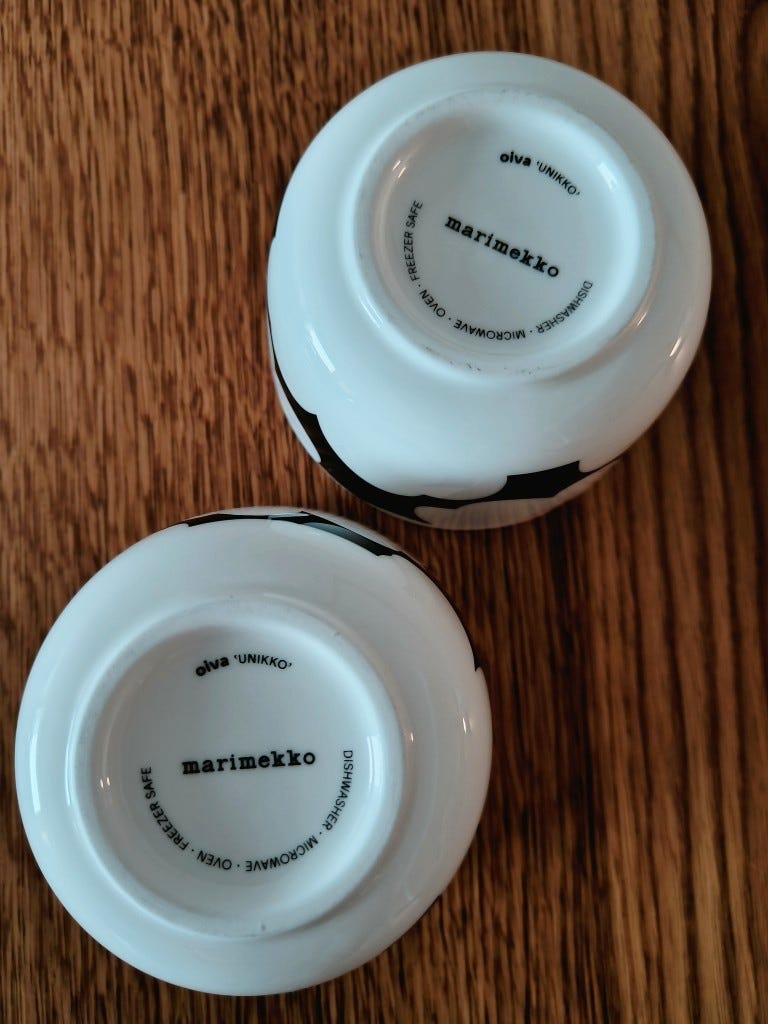 oiva 'UNIKKO'
marimekko
DISHWASHER · MICROWAVE · OVEN · FREEZER SAFE
oiva 'UNIKKO'
marimekko
DISHWASHER · MICROWAVE · OVEN · FREEZER SAFE